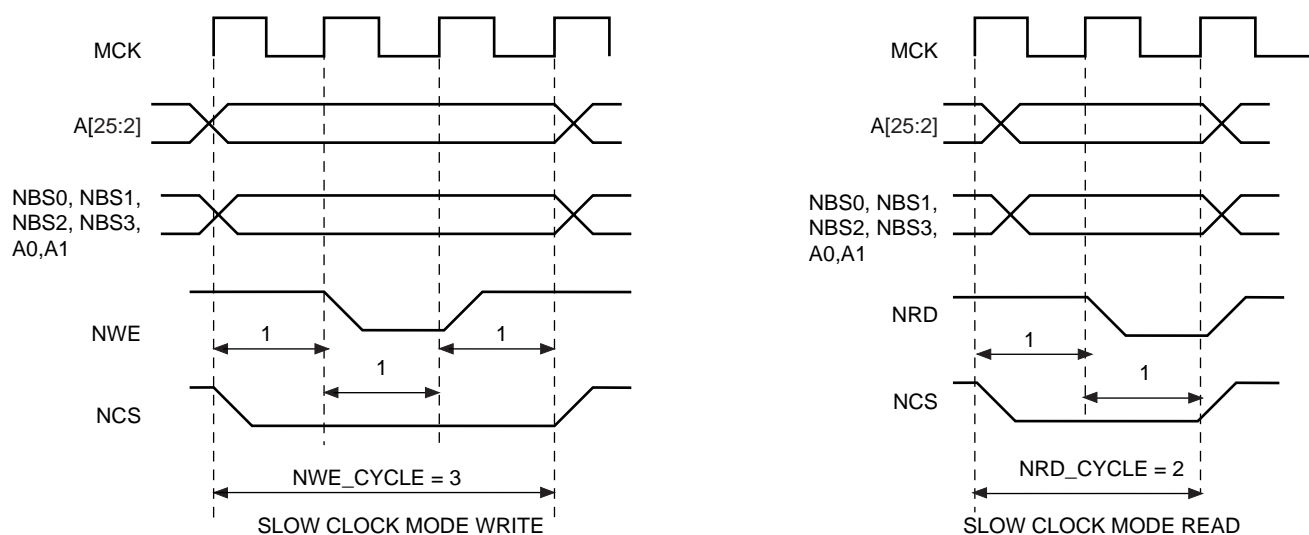 MCK
A[25:2]
NBS0, NBS1,
NBS2, NBS3,
A0,A1
NWE
1
1
1
NCS
NWE_CYCLE = 3
SLOW CLOCK MODE WRITE
MCK
A[25:2]
NBS0, NBS1,
NBS2, NBS3,
A0,A1
NRD
1
1
NCS
NRD_CYCLE = 2
SLOW CLOCK MODE READ